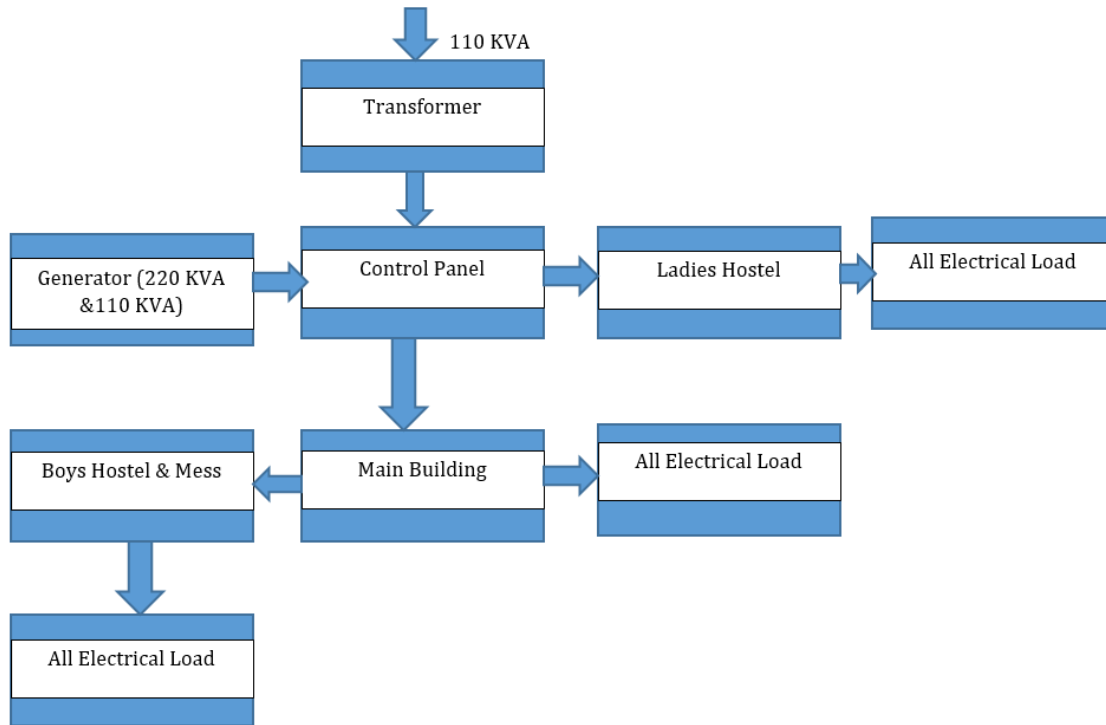 110 KVA
Transformer
Generator (220 KVA
&110 KVA)
Control Panel
Ladies Hostel
All Electrical Load
Boys Hostel & Mess
Main Building
All Electrical Load
All Electrical Load